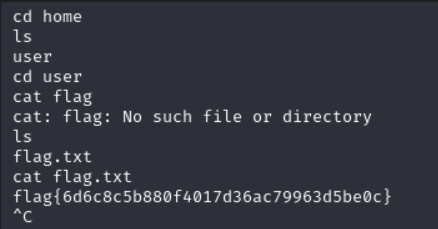 cd home
ls
user
cd user
cat flag
cat: flag: No such file or directory
ls
flag.txt
cat flag.txt
flag{6d6c8c5b880f4017d36ac79963d5be0c}
^C